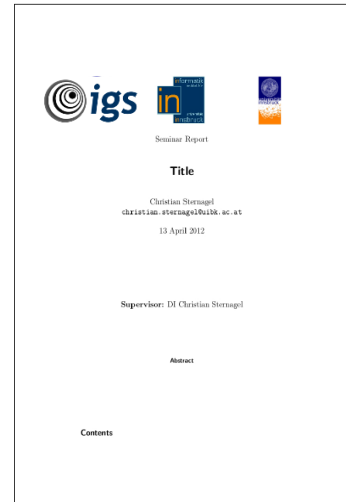 igs
informatik
in
innsbruck
Seminar Report
Title
Christian Sternagel
christian.sternagel@uibk.ac.at
13 April 2012
Supervisor: DI Christian Sternagel
Abstract
Contents